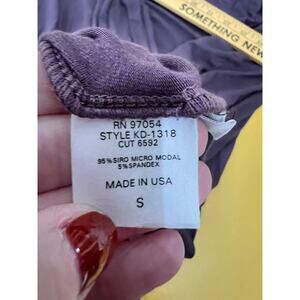 SOMETHING NEW
RN 97054
STYLE KD-1318
CUT 6592
95% SIRO MICRO MODAL
5% SPANDEX
MADE IN USA
S